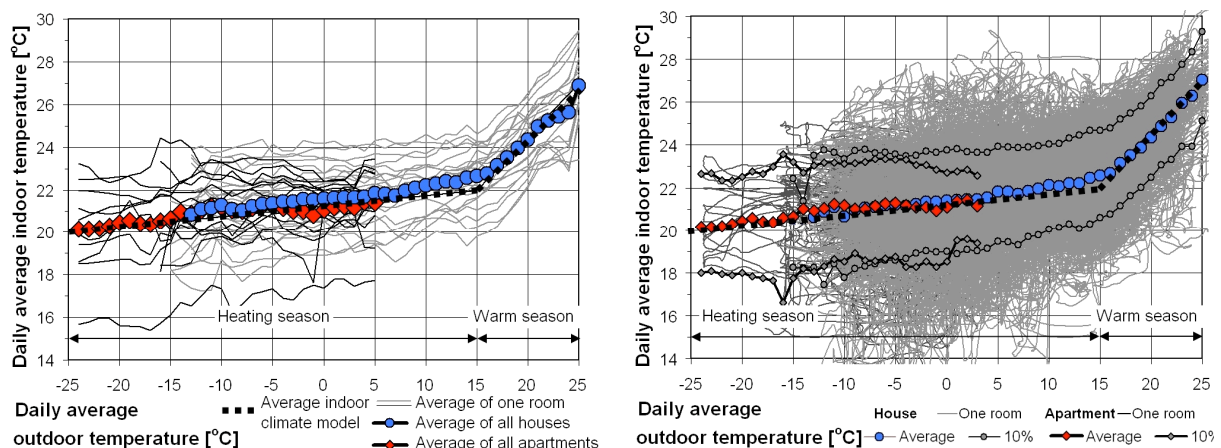 Daily average indoor temperature [°C]
30
28
26
24
22
20
18
16
14
Heating season
Warm season
-25 -20 -15 -10 -5 0 5 10 15 20 25
Daily average
outdoor temperature [°C]
Average indoor
climate model
Average of one room
Average of all houses
Average of all apartments
Daily average indoor temperature [°C]
30
28
26
24
22
20
18
16
14
Heating season
Warm season
-25 -20 -15 -10 -5 0 5 10 15 20 25
Daily average
outdoor temperature [°C]
House One room Apartment One room
Average 10% Average 10%